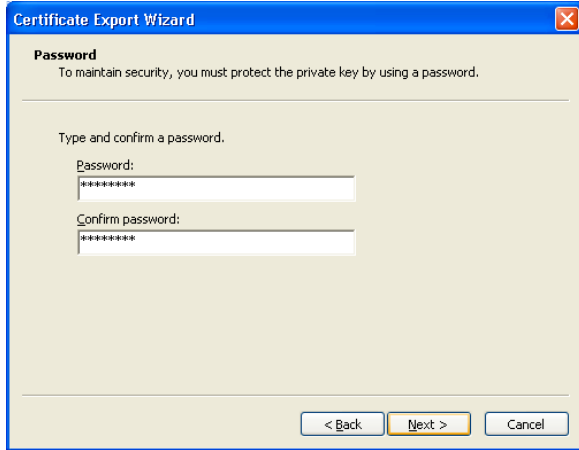 Certificate Export Wizard
Password
To maintain security, you must protect the private key by using a password.
Type and confirm a password.
Password:
********
Confirm password:
********
< Back
Next >
Cancel